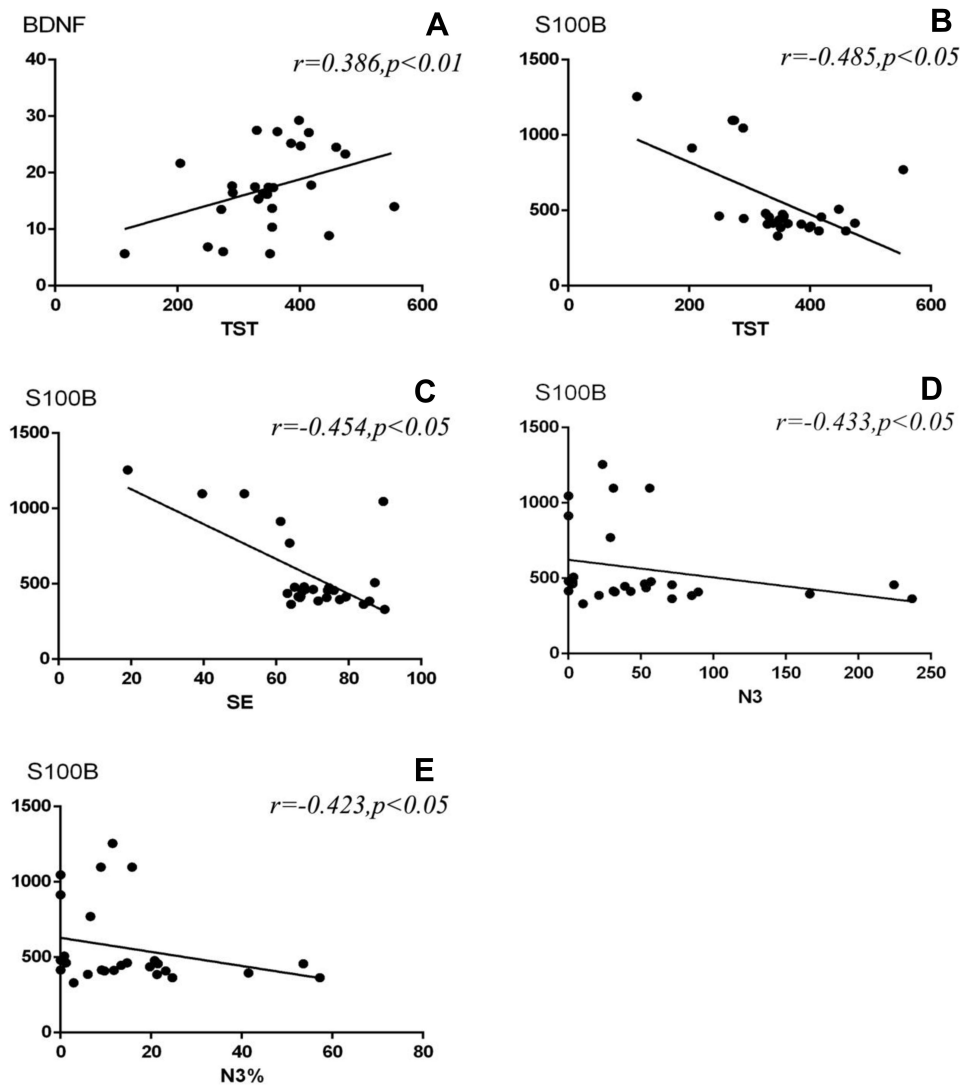 BDNF
A
r=0.386,p<0.01
40
30
20
10
0
0 200 400 600
TST
S100B
B
r=-0.485,p<0.05
1500
1000
500
0
0 200 400 600
TST
S100B
C
r=-0.454,p<0.05
1500
1000
500
0
0 20 40 60 80 100
SE
S100B
D
r=-0.433,p<0.05
1500
1000
500
0
0 50 100 150 200 250
N3
S100B
E
r=-0.423,p<0.05
1500
1000
500
0
0 20 40 60 80
N3%